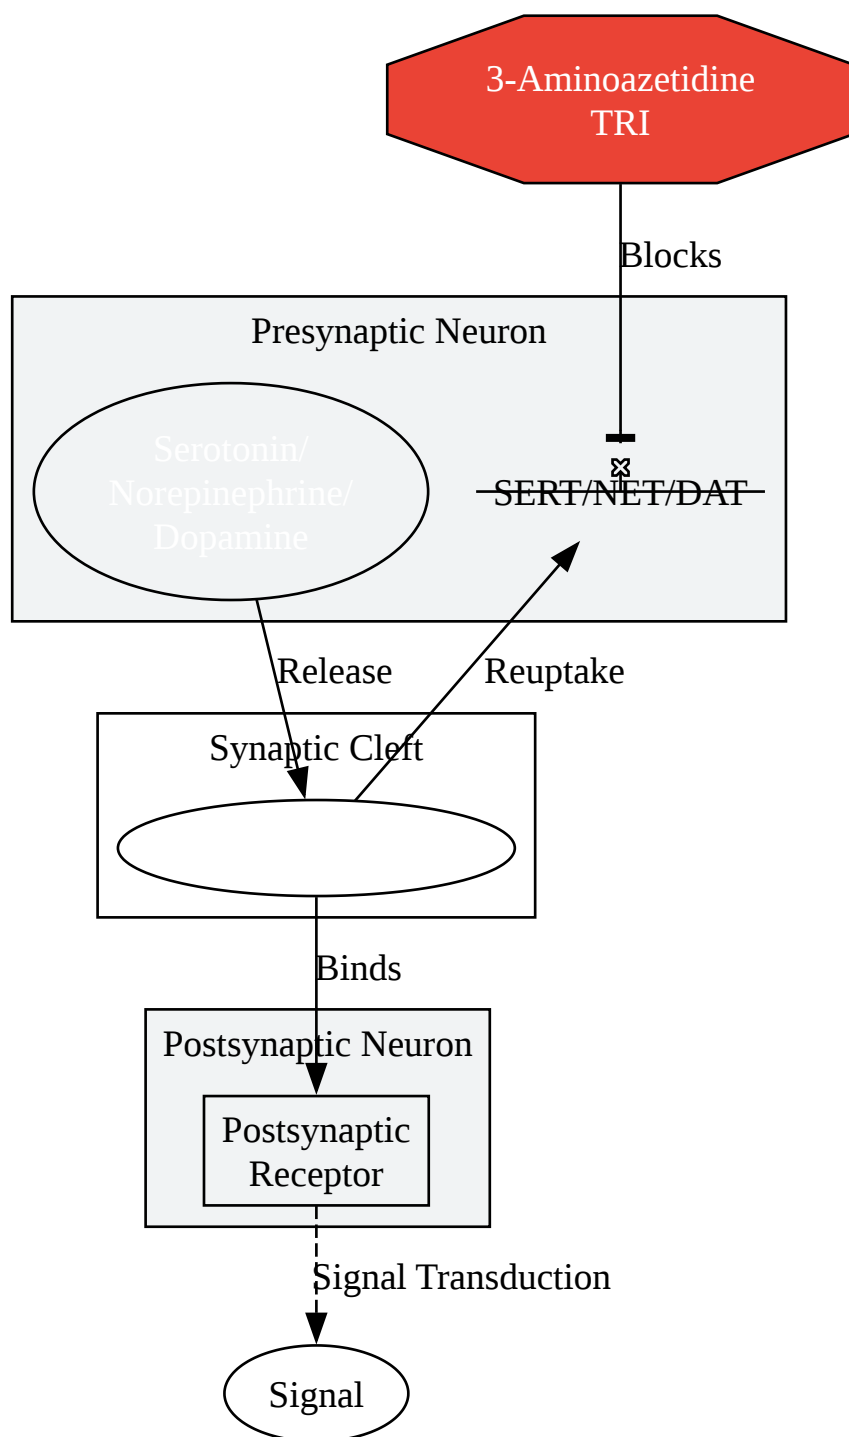 3-Aminoazetidine
TRI
Blocks
Presynaptic Neuron
Serotonin/
Norepinephrine/
Dopamine
SERT/NET/DAT
Release
Reuptake
Synaptic Cleft
Binds
Postsynaptic Neuron
Postsynaptic
Receptor
Signal Transduction
Signal